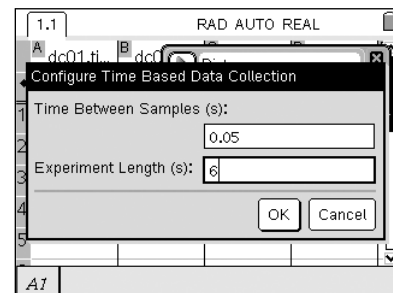 1.1 RAD AUTO REAL
A dc01.ti... B dc0
Configure Time Based Data Collection
Time Between Samples (s):
0.05
Experiment Length (s): 6
OK Cancel
1
2
3
4
5
A1